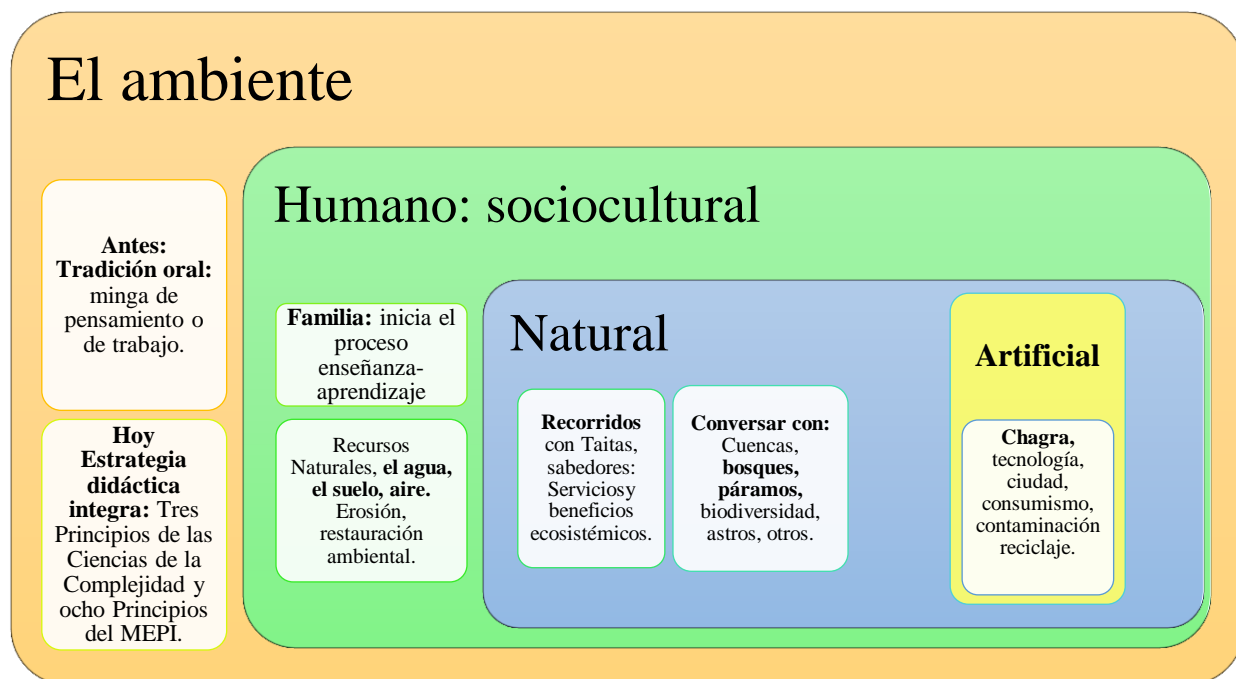 El ambiente
Antes:
Tradición oral:
minga de
pensamiento o
de trabajo.
Hoy
Estrategia
didáctica
integra: Tres
Principios de las
Ciencias de la
Complejidad y
ocho Principios
del MEPI.
Humano: sociocultural
Familia: inicia el
proceso
enseñanza-
aprendizaje
Recursos
Naturales, el agua,
el suelo, aire.
Erosión,
restauración
ambiental.
Natural
Recorridos
con Taitas,
sabedores:
Serviciosy
beneficios
ecosistémicos.
Conversar con:
Cuencas,
bosques,
páramos,
biodiversidad,
astros, otros.
Artificial
Chagra,
tecnología,
ciudad,
consumismo,
contaminación
reciclaje.